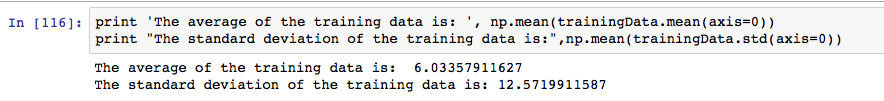 In [116]: print 'The average of the training data is: ', np.mean(trainingData.mean(axis=0))
print "The standard deviation of the training data is:",np.mean(trainingData.std(axis=0))
The average of the training data is:  6.03357911627
The standard deviation of the training data is: 12.5719911587